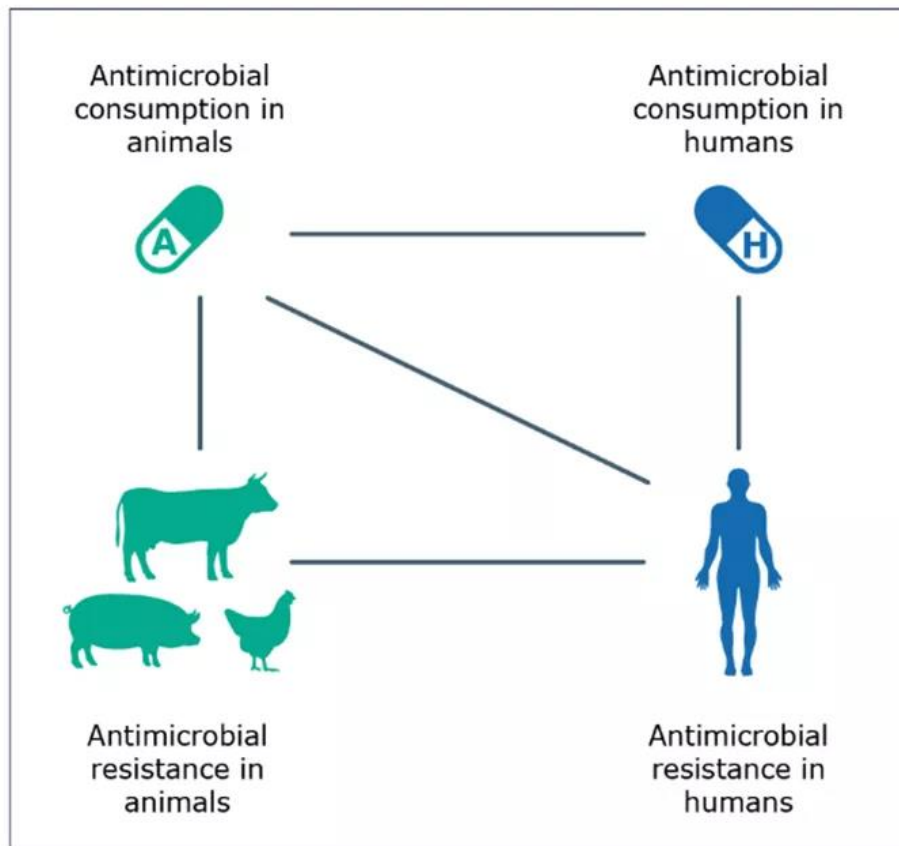 Antimicrobial
consumption in
animals
Antimicrobial
consumption in
humans
A
H
Antimicrobial
resistance in
animals
Antimicrobial
resistance in
humans